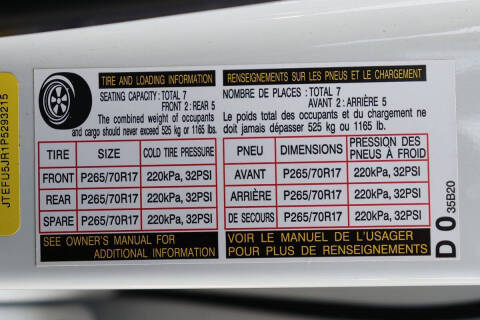 JTEFU5JR1P5293215
TIRE AND LOADING INFORMATION
SEATING CAPACITY: TOTAL 7
FRONT 2: REAR 5
The combined weight of occupants
and cargo should never exceed 525 kg or 1165 lbs.
TIRE SIZE COLD TIRE PRESSURE
FRONT P265/70R17 220kPa, 32PSI
REAR P265/70R17 220kPa, 32PSI
SPARE P265/70R17 220kPa, 32PSI
SEE OWNER'S MANUAL FOR
ADDITIONAL INFORMATION
RENSEIGNEMENTS SUR LES PNEUS ET LE CHARGEMENT
NOMBRE DE PLACES : TOTAL 7
AVANT 2: ARRIÈRE 5
Le poids total des occupants et du chargement ne
doit jamais dépasser 525 kg ou 1165 lb.
PNEU DIMENSIONS PRESSION DES
PNEUS À FROID
AVANT P265/70R17 220kPa, 32PSI
ARRIÈRE P265/70R17 220kPa, 32PSI
DE SECOURS P265/70R17 220kPa, 32PSI
VOIR LE MANUEL DE L'USAGER
POUR PLUS DE RENSEIGNEMENTS
D 0
35B20